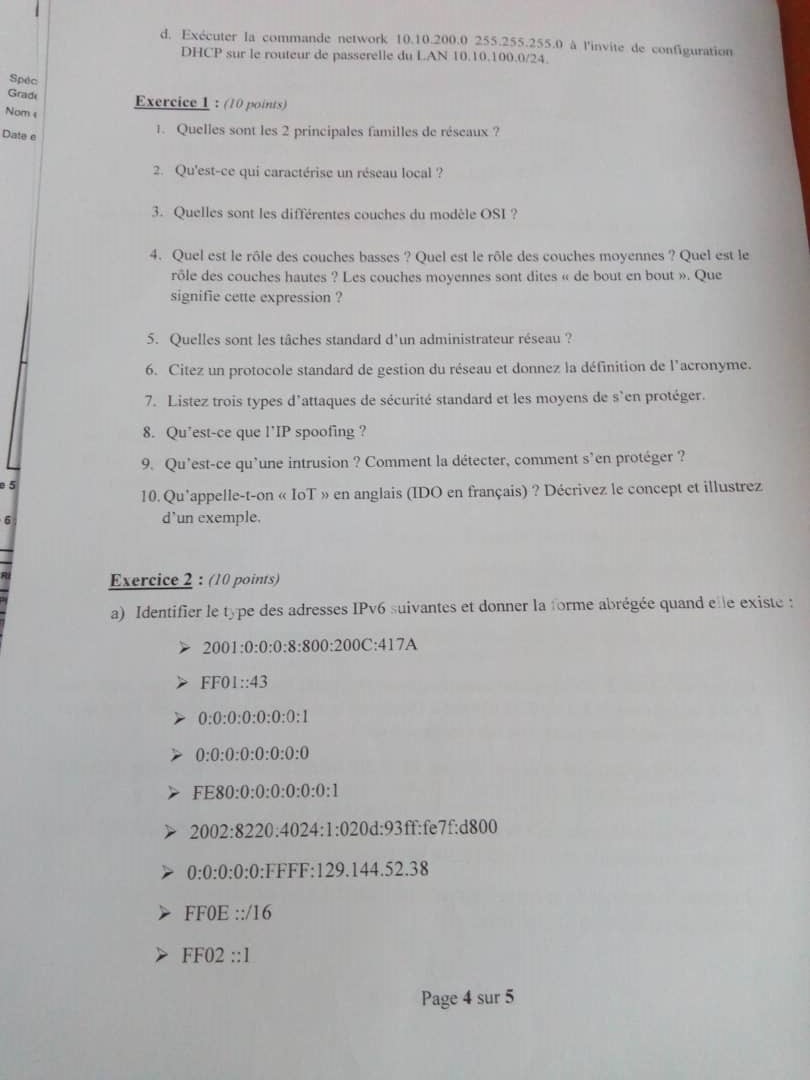 d. Exécuter la commande network 10.10.200.0 255.255.255.0 à l'invite de configuration
DHCP sur le routeur de passerelle du LAN 10.10.100.0/24.
Spéc
Grade
Nom
Date e
Exercice 1 : (10 points)
1. Quelles sont les 2 principales familles de réseaux ?
2. Qu'est-ce qui caractérise un réseau local ?
3. Quelles sont les différentes couches du modèle OSI ?
4. Quel est le rôle des couches basses ? Quel est le rôle des couches moyennes ? Quel est le
rôle des couches hautes ? Les couches moyennes sont dites « de bout en bout ». Que
signifie cette expression ?
5. Quelles sont les tâches standard d'un administrateur réseau ?
6. Citez un protocole standard de gestion du réseau et donnez la définition de l'acronyme.
7. Listez trois types d'attaques de sécurité standard et les moyens de s'en protéger.
8. Qu'est-ce que l'IP spoofing ?
9. Qu'est-ce qu'une intrusion ? Comment la détecter, comment s'en protéger ?
10. Qu'appelle-t-on « IoT » en anglais (IDO en français) ? Décrivez le concept et illustrez
d'un exemple.
e 5
6
Exercice 2 : (10 points)
a) Identifier le type des adresses IPv6 suivantes et donner la forme abrégée quand elle existe :
➢ 2001:0:0:0:8:800:200C:417A
➢ FF01::43
➢ 0:0:0:0:0:0:0:1
➢ 0:0:0:0:0:0:0:0
➢ FE80:0:0:0:0:0:0:1
➢ 2002:8220:4024:1:020d:93ff:fe7f:d800
➢ 0:0:0:0:0:FFFF:129.144.52.38
➢ FF0E ::/16
➢ FF02 ::1
Page 4 sur 5